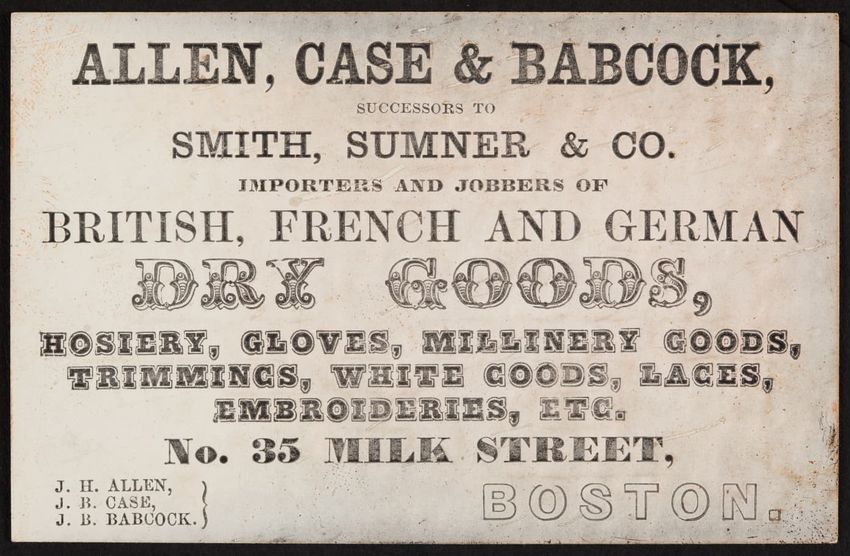 ALLEN, CASE & BABCOCK,
SUCCESSORS TO
SMITH, SUMNER & CO.
IMPORTERS AND JOBBERS OF
BRITISH, FRENCH AND GERMAN
DRY GOODS,
HOSIERY, GLOVES, MILLINERY GOODS,
TRIMMINGS, WHITE GOODS, LACES,
EMBROIDERIES, ETC.
No. 35 MILK STREET,
J. H. ALLEN,
J. B. CASE,
J. B. BABCOCK.
BOSTON.